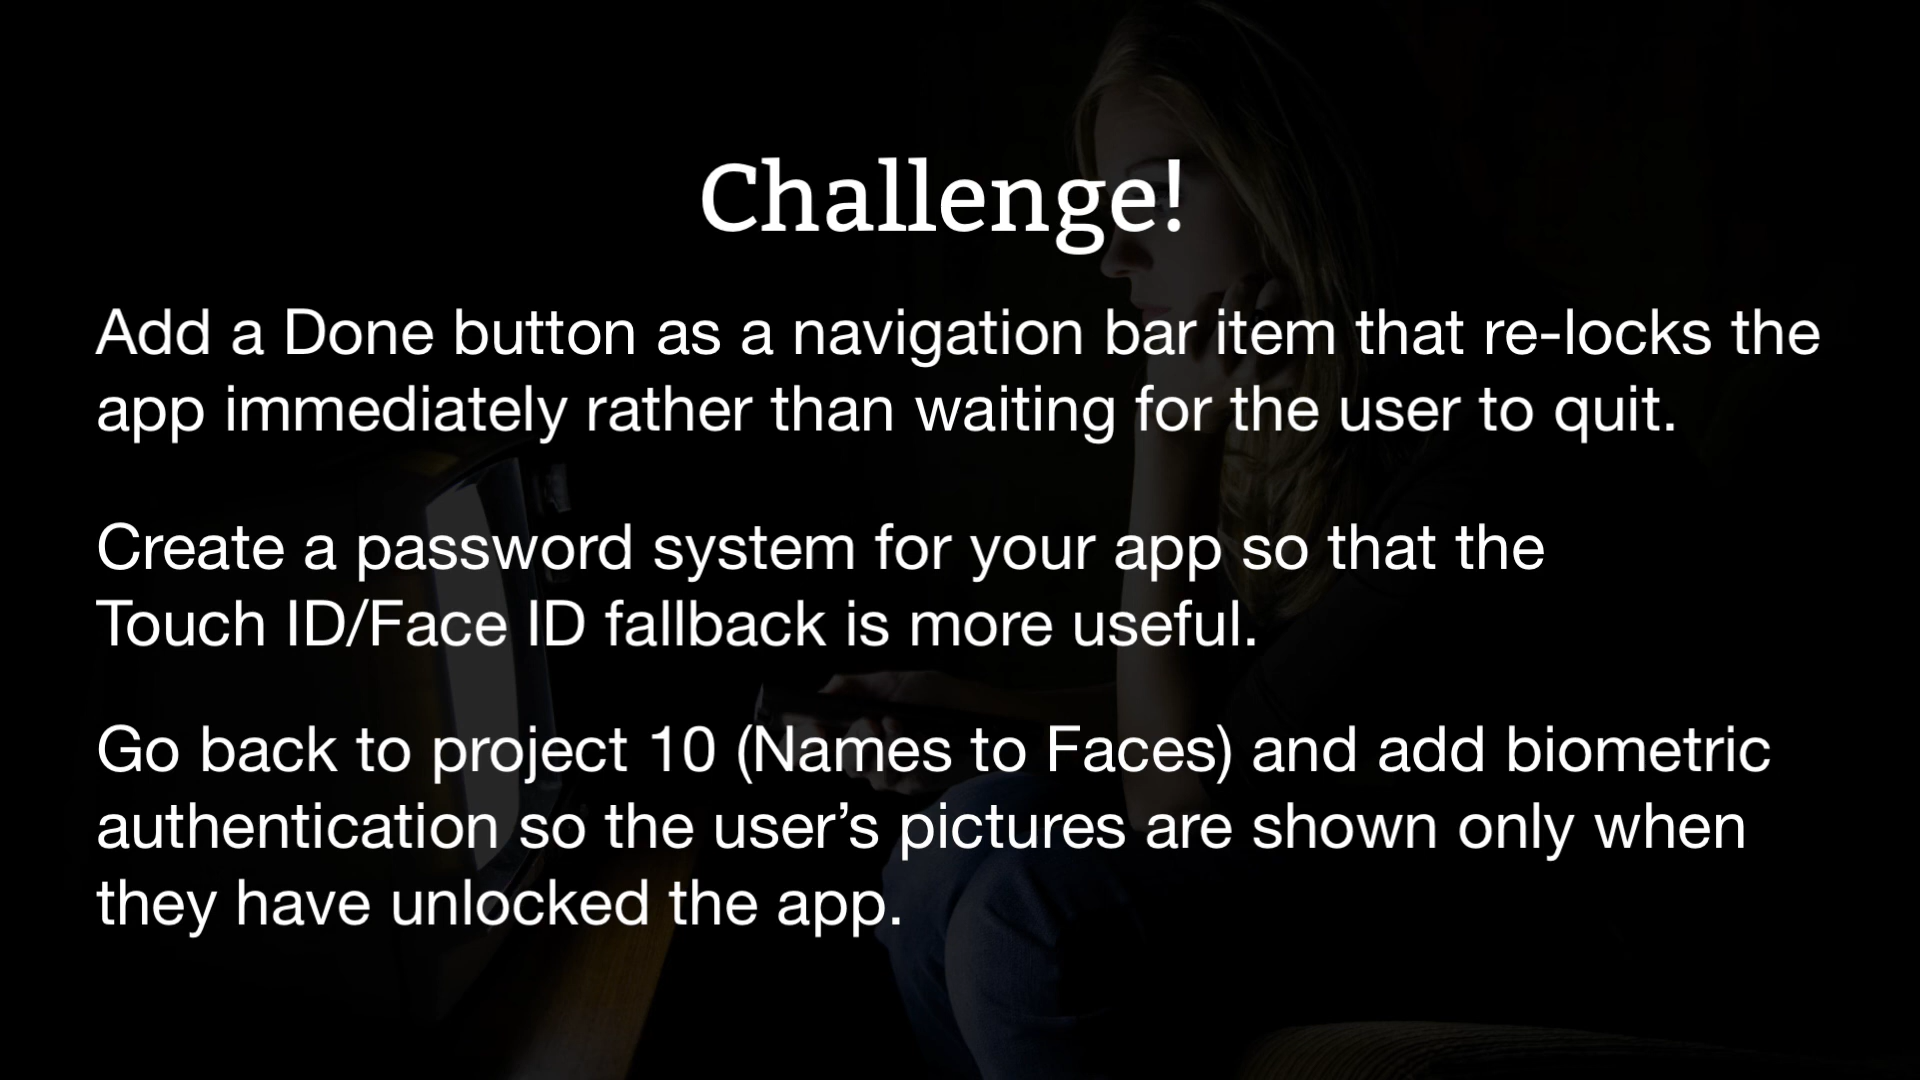 Challenge!
Add a Done button as a navigation bar item that re-locks the
app immediately rather than waiting for the user to quit.
Create a password system for your app so that the
Touch ID/Face ID fallback is more useful.
Go back to project 10 (Names to Faces) and add biometric
authentication so the user’s pictures are shown only when
they have unlocked the app.